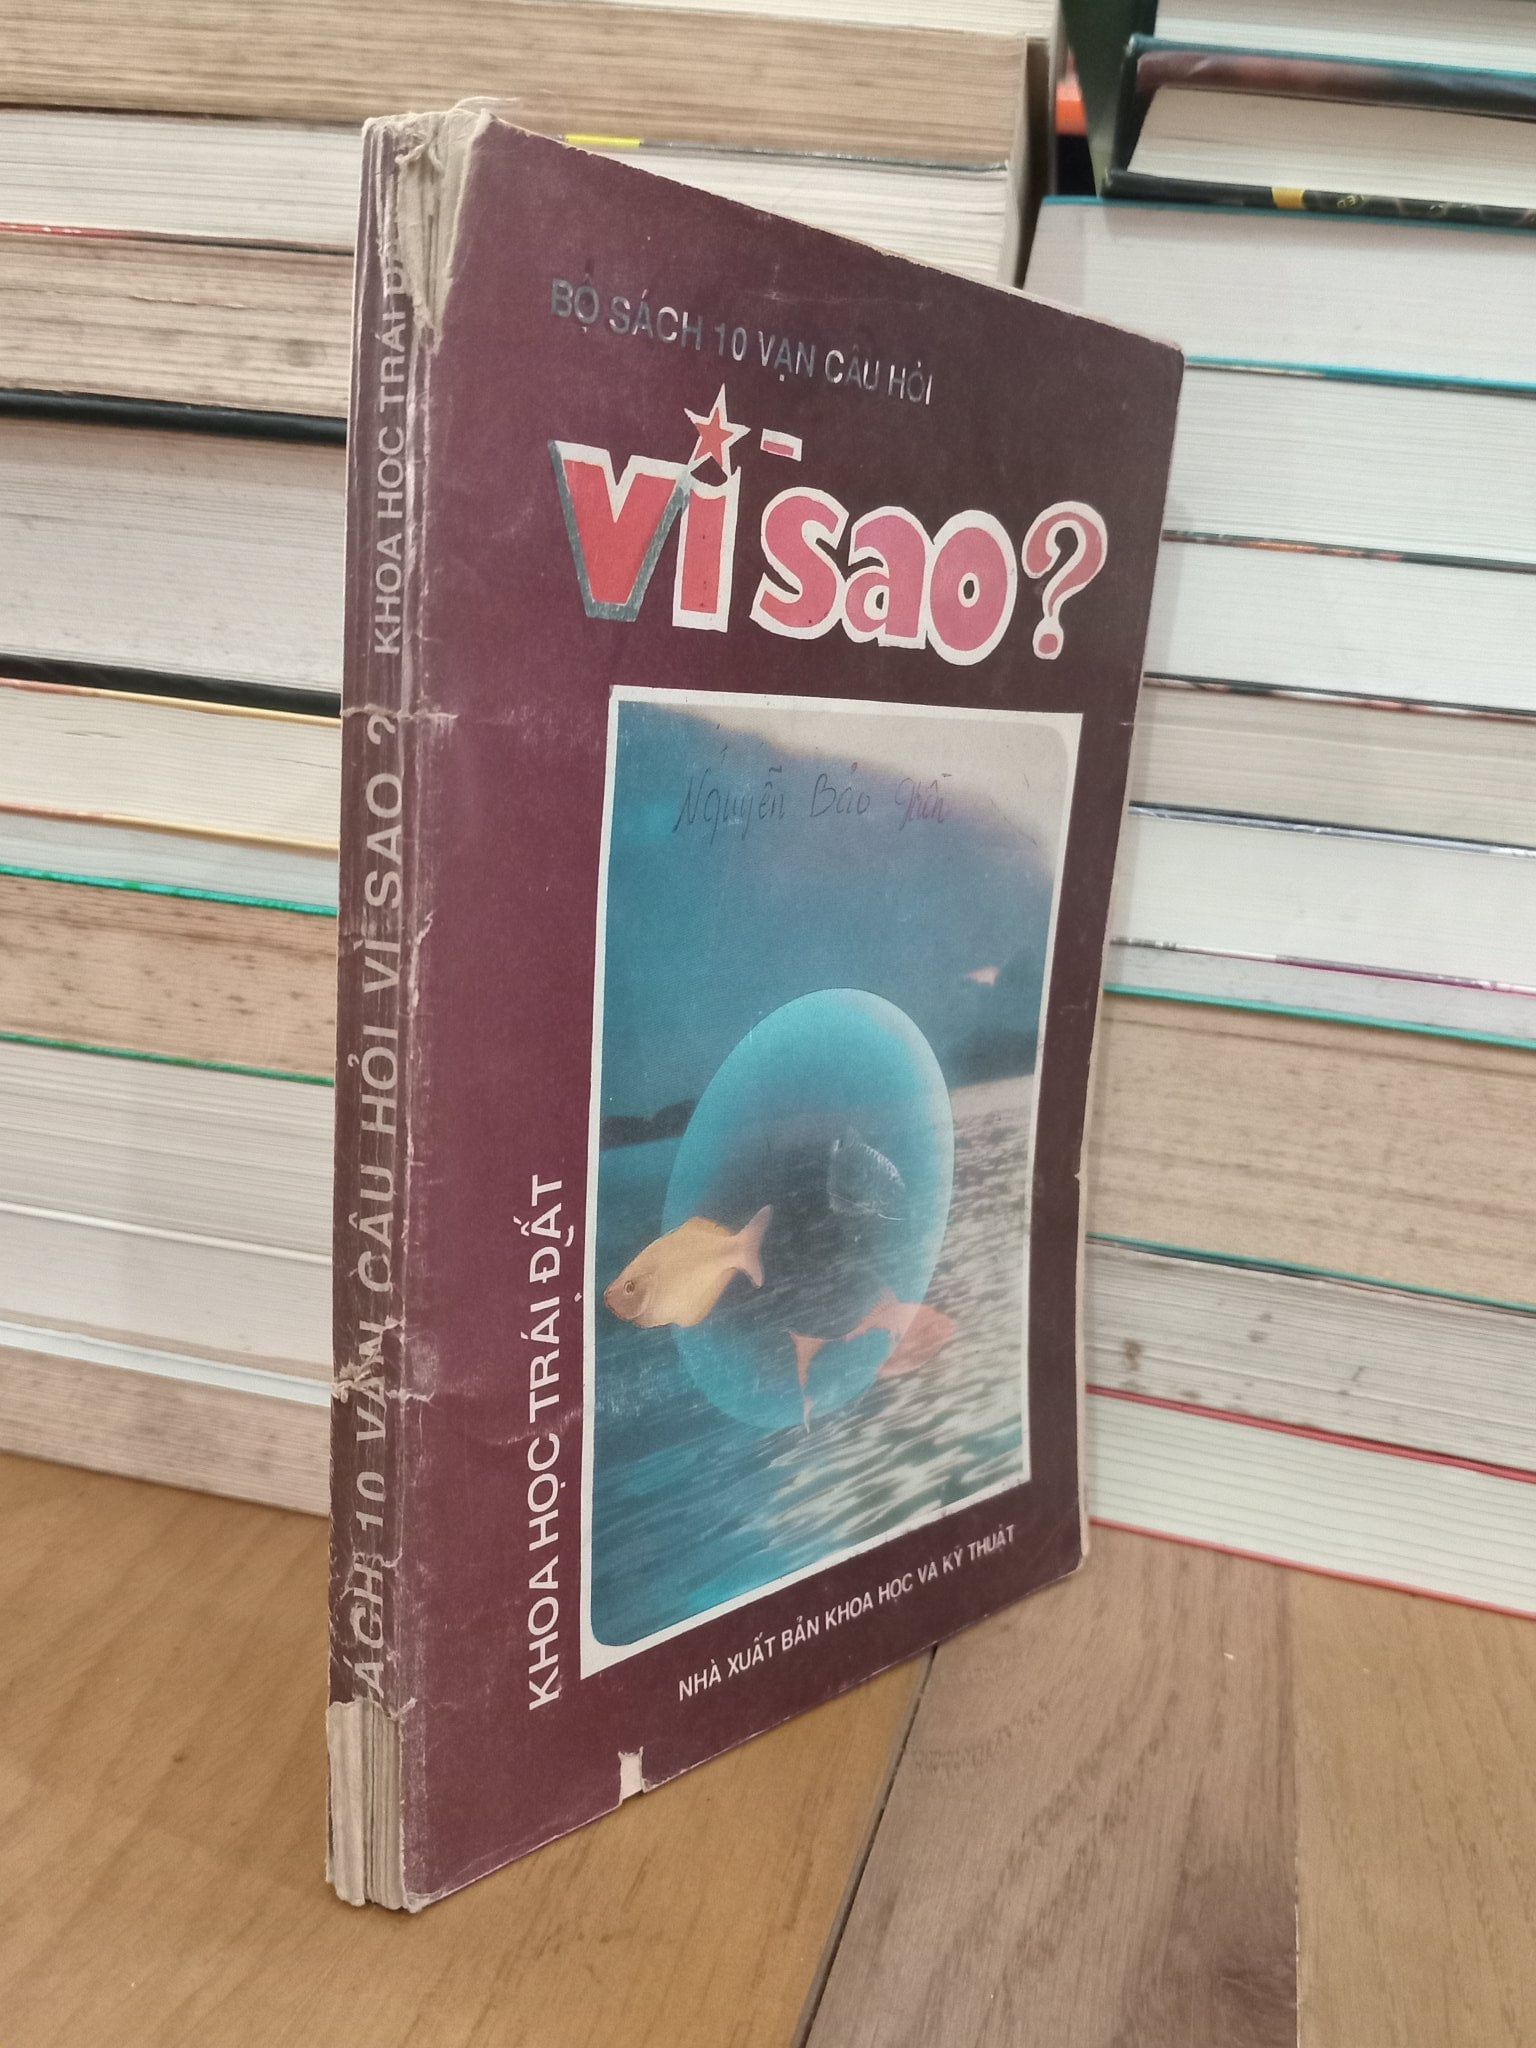 BỘ SÁCH 10 VẠN CÂU HỎI
Vì-sao?
Nguyễn Bảo
KHOA HỌC TRÁI ĐẤT
NHÀ XUẤT BẢN KHOA HỌC VÀ KỸ THUẬT
ÁCH 10 VẠN CÂU HỎI VÌ SAO ? KHOA HỌC TRÁI ĐẤ